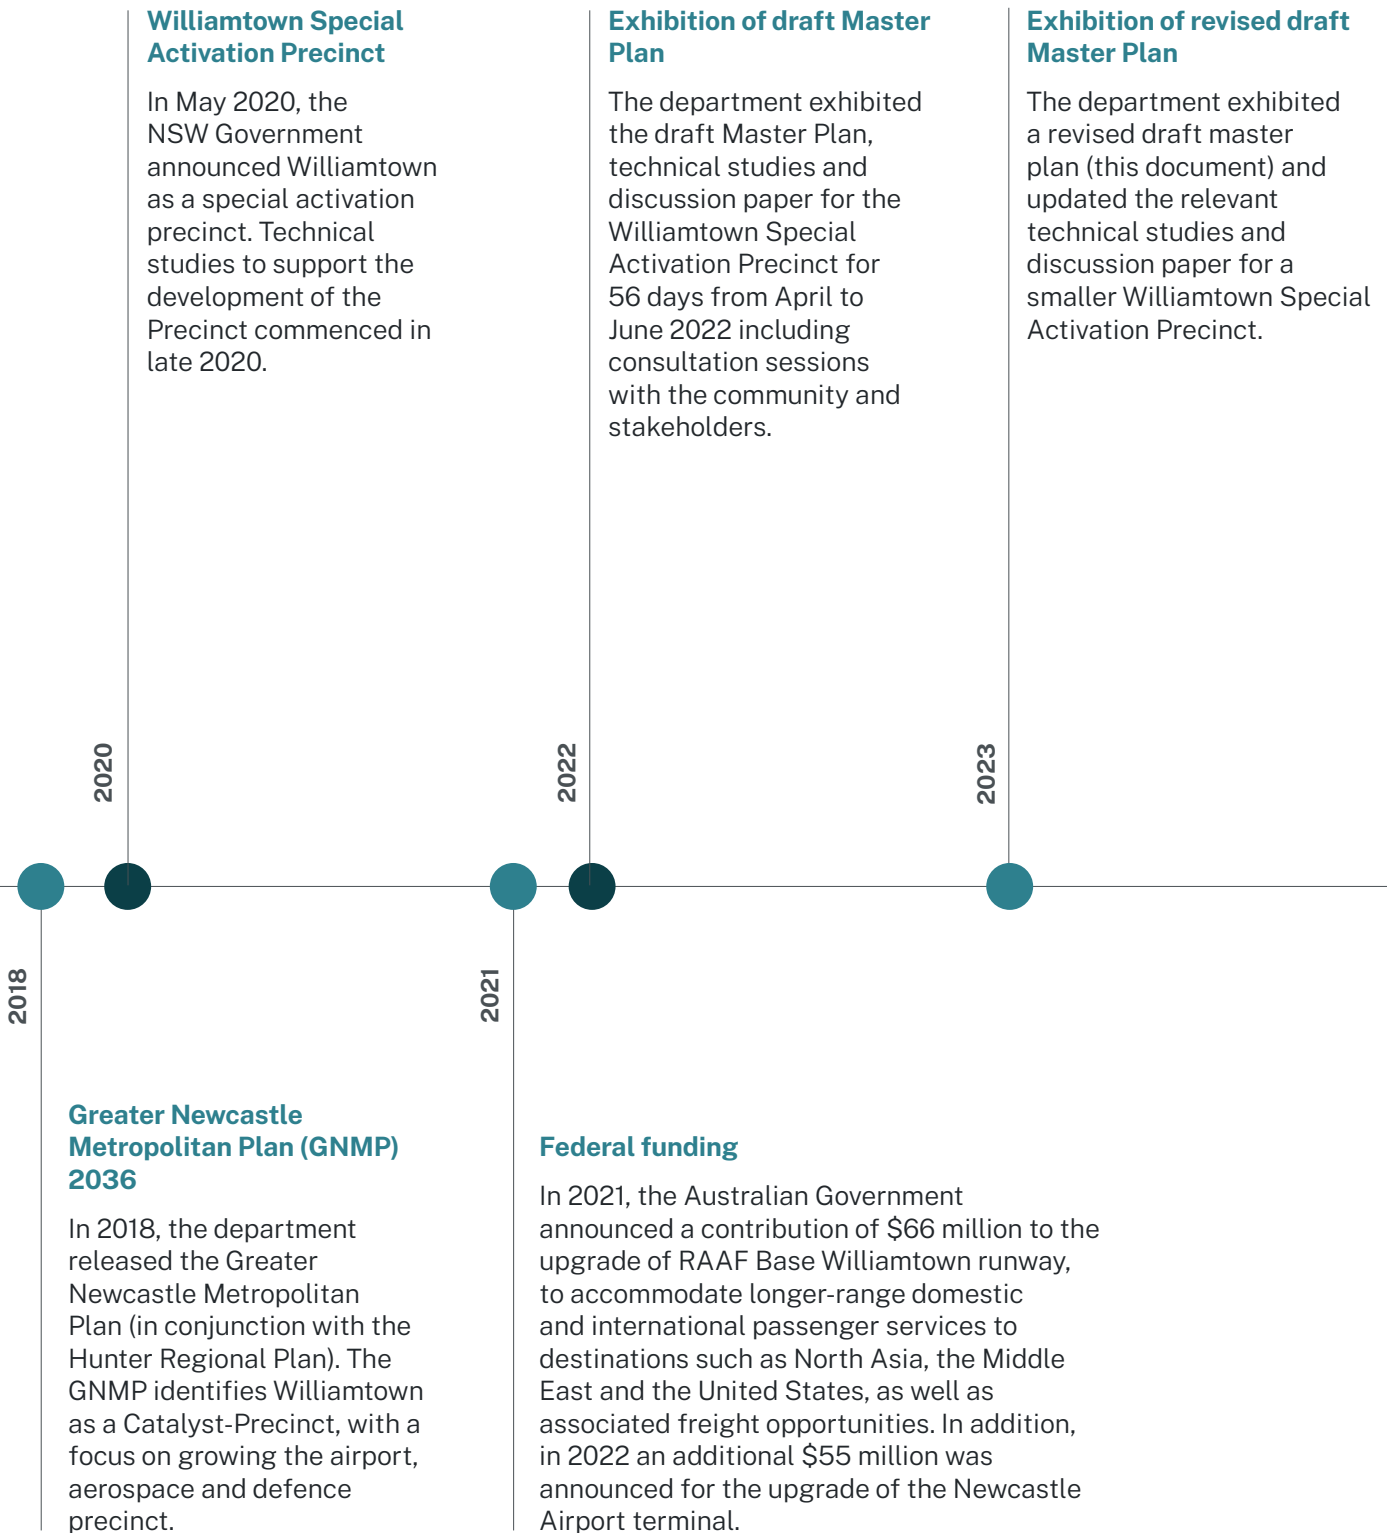 Williamtown Special
Activation Precinct
In May 2020, the
NSW Government
announced Williamtown
as a special activation
precinct. Technical
studies to support the
development of the
Precinct commenced in
late 2020.
Exhibition of draft Master
Plan
The department exhibited
the draft Master Plan,
technical studies and
discussion paper for the
Williamtown Special
Activation Precinct for
56 days from April to
June 2022 including
consultation sessions
with the community and
stakeholders.
Exhibition of revised draft
Master Plan
The department exhibited
a revised draft master
plan (this document) and
updated the relevant
technical studies and
discussion paper for a
smaller Williamtown Special
Activation Precinct.
2020
2022
2023
2018
2021
Greater Newcastle
Metropolitan Plan (GNMP)
2036
In 2018, the department
released the Greater
Newcastle Metropolitan
Plan (in conjunction with the
Hunter Regional Plan). The
GNMP identifies Williamtown
as a Catalyst-Precinct, with a
focus on growing the airport,
aerospace and defence
precinct.
Federal funding
In 2021, the Australian Government
announced a contribution of $66 million to the
upgrade of RAAF Base Williamtown runway,
to accommodate longer-range domestic
and international passenger services to
destinations such as North Asia, the Middle
East and the United States, as well as
associated freight opportunities. In addition,
in 2022 an additional $55 million was
announced for the upgrade of the Newcastle
Airport terminal.